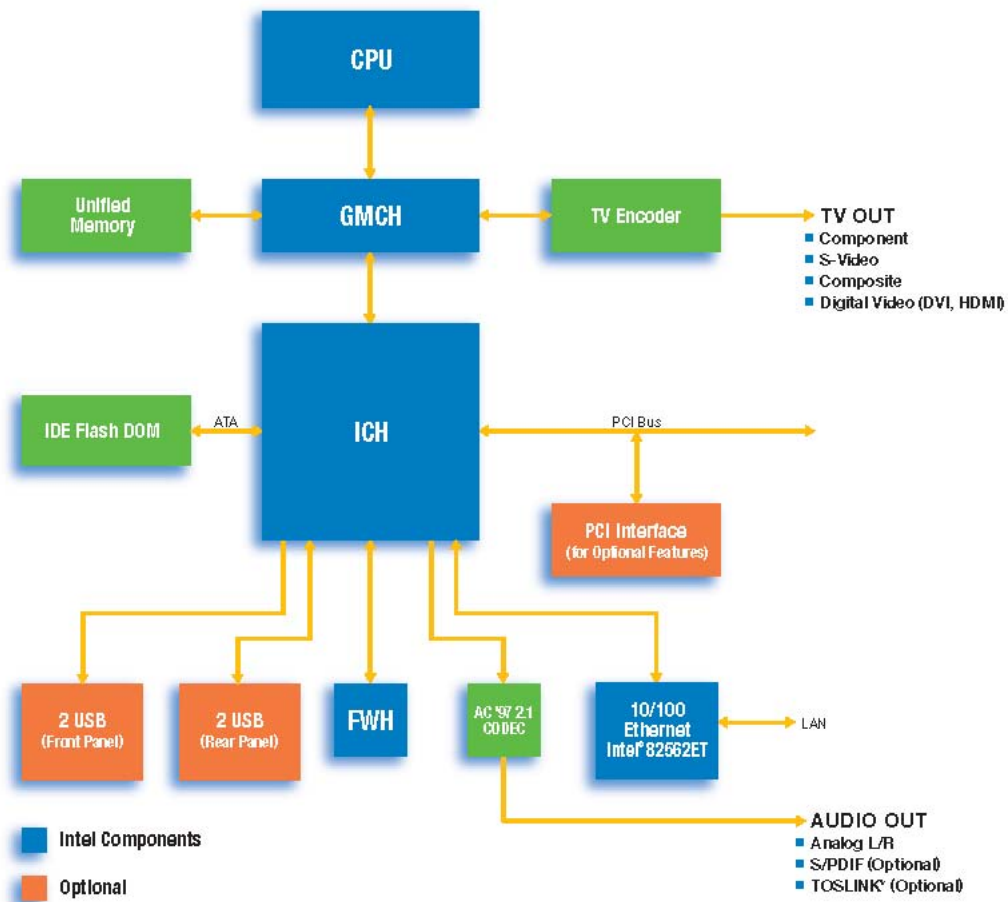 CPU
Unified
Memory
GMCH
TV Encoder
TV OUT
■ Component
■ S-Video
■ Composite
■ Digital Video (DVI, HDMI)
IDE Flash DOM
ATA
ICH
PCI Bus
PCI Interface
(for Optional Features)
2 USB
(Front Panel)
2 USB
(Rear Panel)
FWH
AC '97 2.1
CODEC
10/100
Ethernet
Intel® 82562ET
LAN
Intel Components
Optional
AUDIO OUT
■ Analog L/R
■ S/PDIF (Optional)
■ TOSLINK* (Optional)